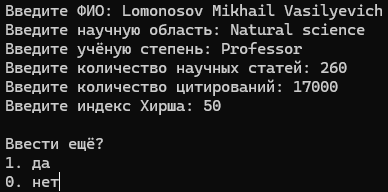 Введите ФИО: Lomonosov Mikhail Vasilyevich
Введите научную область: Natural science
Введите учёную степень: Professor
Введите количество научных статей: 260
Введите количество цитирований: 17000
Введите индекс Хирша: 50
Ввести ещё?
1. да
0. нет